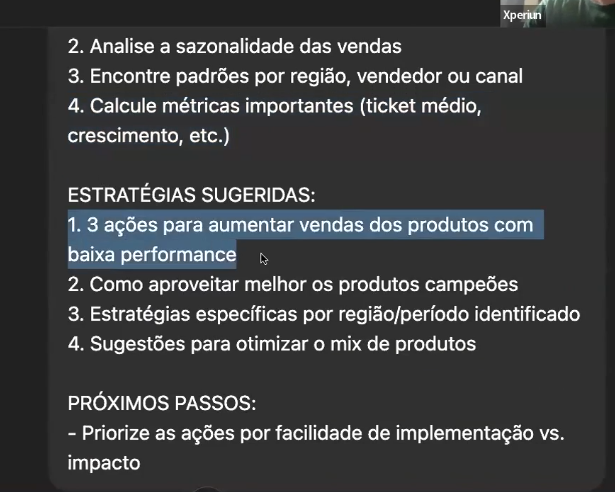 Xperiun
2. Analise a sazonalidade das vendas
3. Encontre padrões por região, vendedor ou canal
4. Calcule métricas importantes (ticket médio,
crescimento, etc.)
ESTRATÉGIAS SUGERIDAS:
1. 3 ações para aumentar vendas dos produtos com
baixa performance
2. Como aproveitar melhor os produtos campeões
3. Estratégias específicas por região/período identificado
4. Sugestões para otimizar o mix de produtos
PRÓXIMOS PASSOS:
- Priorize as ações por facilidade de implementação vs.
impacto